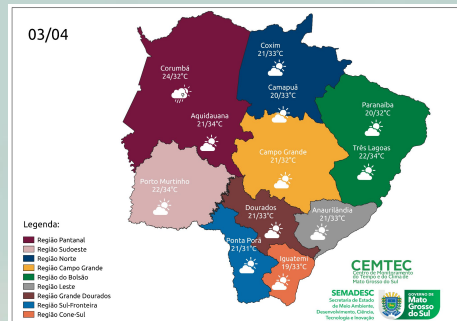 03/04
Coxim
21/33°C
Corumbá
24/32°C
Camapuã
20/33°C
Paranaíba
20/32°C
Aquidauana
21/34°C
Três Lagoas
22/34°C
Campo Grande
21/32°C
Porto Murtinho
22/34°C
Dourados
21/33°C
Anaurilândia
21/33°C
Ponta Porã
21/31°C
Iguatemi
19/33°C
Legenda:
Região Pantanal
Região Sudoeste
Região Norte
Região Campo Grande
Região do Bolsão
Região Leste
Região Grande Dourados
Região Sul-Fronteira
Região Cone-Sul
CEMTEC
Centro de Monitoramento
do Tempo e do Clima de
Mato Grosso do Sul
SEMADESC
Secretaria de Estado
de Meio Ambiente,
Desenvolvimento, Ciência,
Tecnologia e Inovação
GOVERNO DE
Mato
Grosso
do Sul